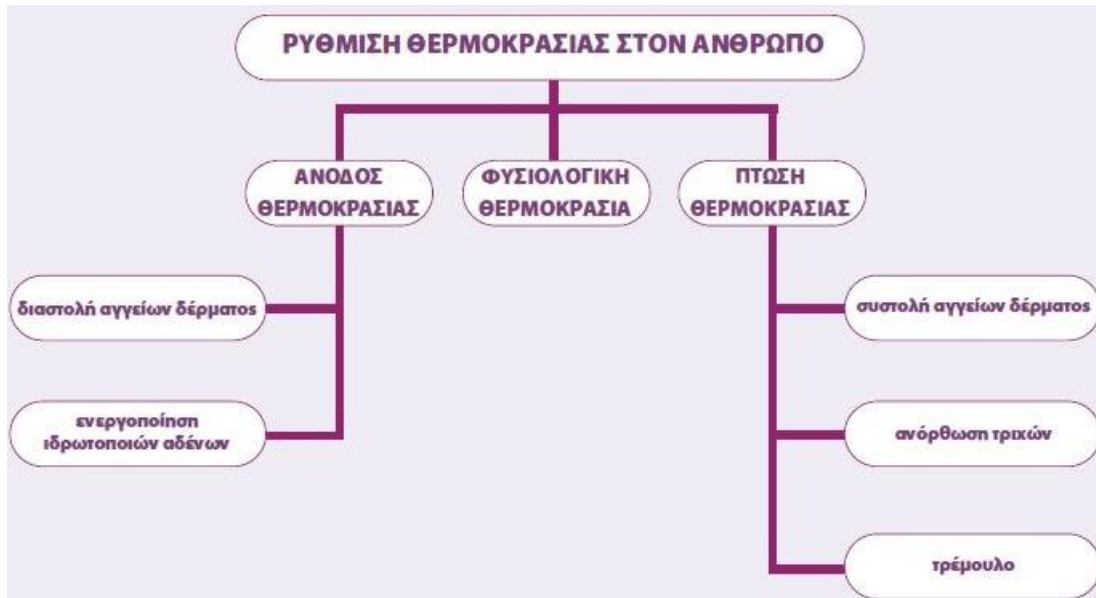 ΡΥΘΜΙΣΗ ΘΕΡΜΟΚΡΑΣΙΑΣ ΣΤΟΝ ΑΝΘΡΩΠΟ
ΑΝΟΔΟΣ
ΘΕΡΜΟΚΡΑΣΙΑΣ
ΦΥΣΙΟΛΟΓΙΚΗ
ΘΕΡΜΟΚΡΑΣΙΑ
ΠΤΩΣΗ
ΘΕΡΜΟΚΡΑΣΙΑΣ
διαστολή αγγείων δέρματος
συστολή αγγείων δέρματος
ενεργοποίηση
ιδρωτοποιών αδένων
ανόρθωση τριχών
τρέμουλο